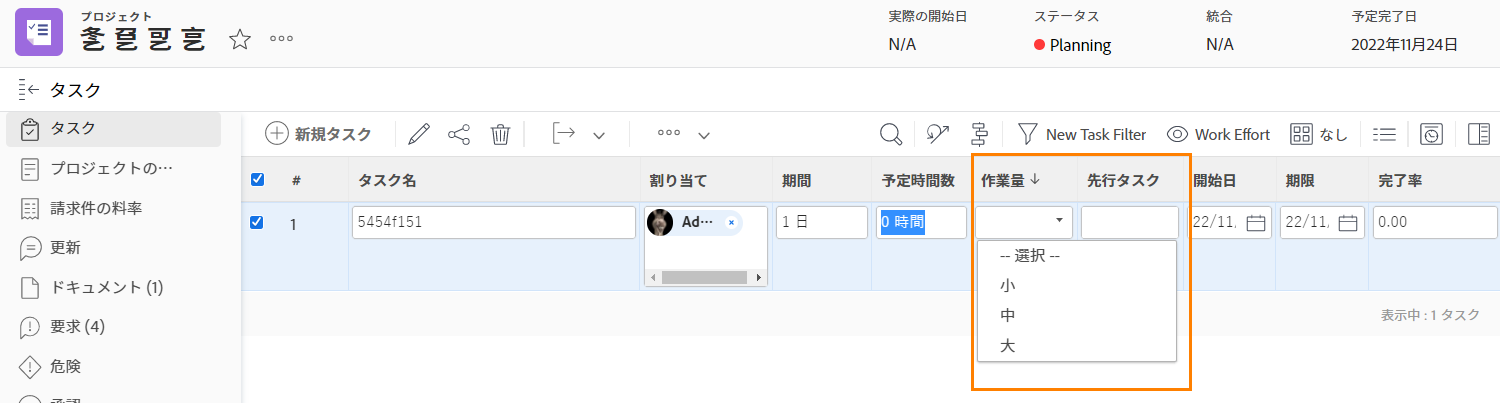 プロジェクト
実際の開始日 ステータス 統合 予定完了日
N/A Planning N/A 2022年11月24日
タスク
タスク
新規タスク New Task Filter Work Effort なし
プロジェクトの…
# タスク名 割り当て 期間 予定時間数 作業量 先行タスク 開始日 期限 完了率
請求件の料率
1 5454f151 Ad… 1 日 0 時間 22/11, 22/11, 0.00
更新
-- 選択 --
小
ドキュメント (1)
中
表示中 : 1 タスク
要求 (4)
大
危険